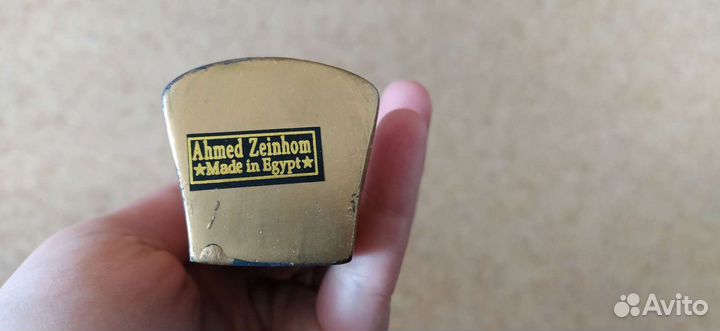 Ahmed Zeinhom
★Made in Egypt★
Avito